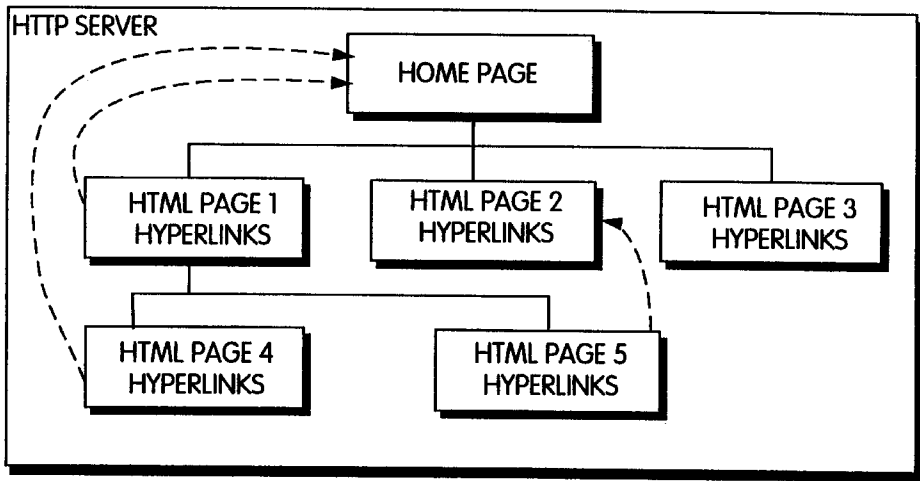 HTTP SERVER
HOME PAGE
HTML PAGE 1
HYPERLINKS
HTML PAGE 2
HYPERLINKS
HTML PAGE 3
HYPERLINKS
HTML PAGE 4
HYPERLINKS
HTML PAGE 5
HYPERLINKS